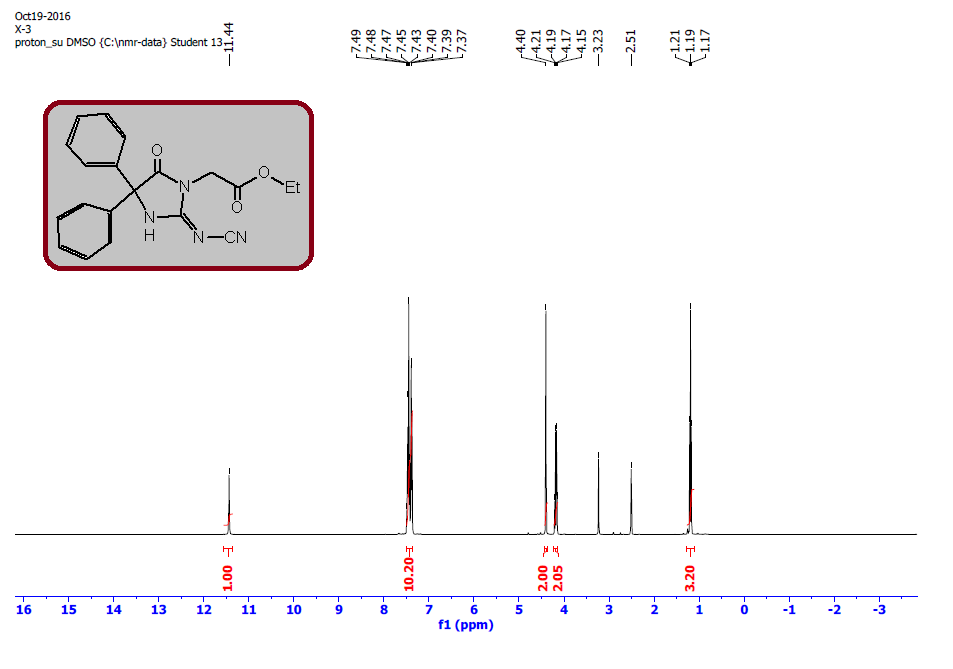 Oct19-2016
X-3
proton_su DMSO {C:\nmr-data} Student 13
11.44
7.49
7.48
7.47
7.45
7.43
7.40
7.39
7.37
4.40
4.21
4.19
4.17
4.15
3.23
2.51
1.21
1.19
1.17
O
N
O
Et
O
N
H
N
CN
1.00
10.20
2.00
2.05
3.20
16 15 14 13 12 11 10 9 8 7 6 5 4 3 2 1 0 -1 -2 -3
f1 (ppm)